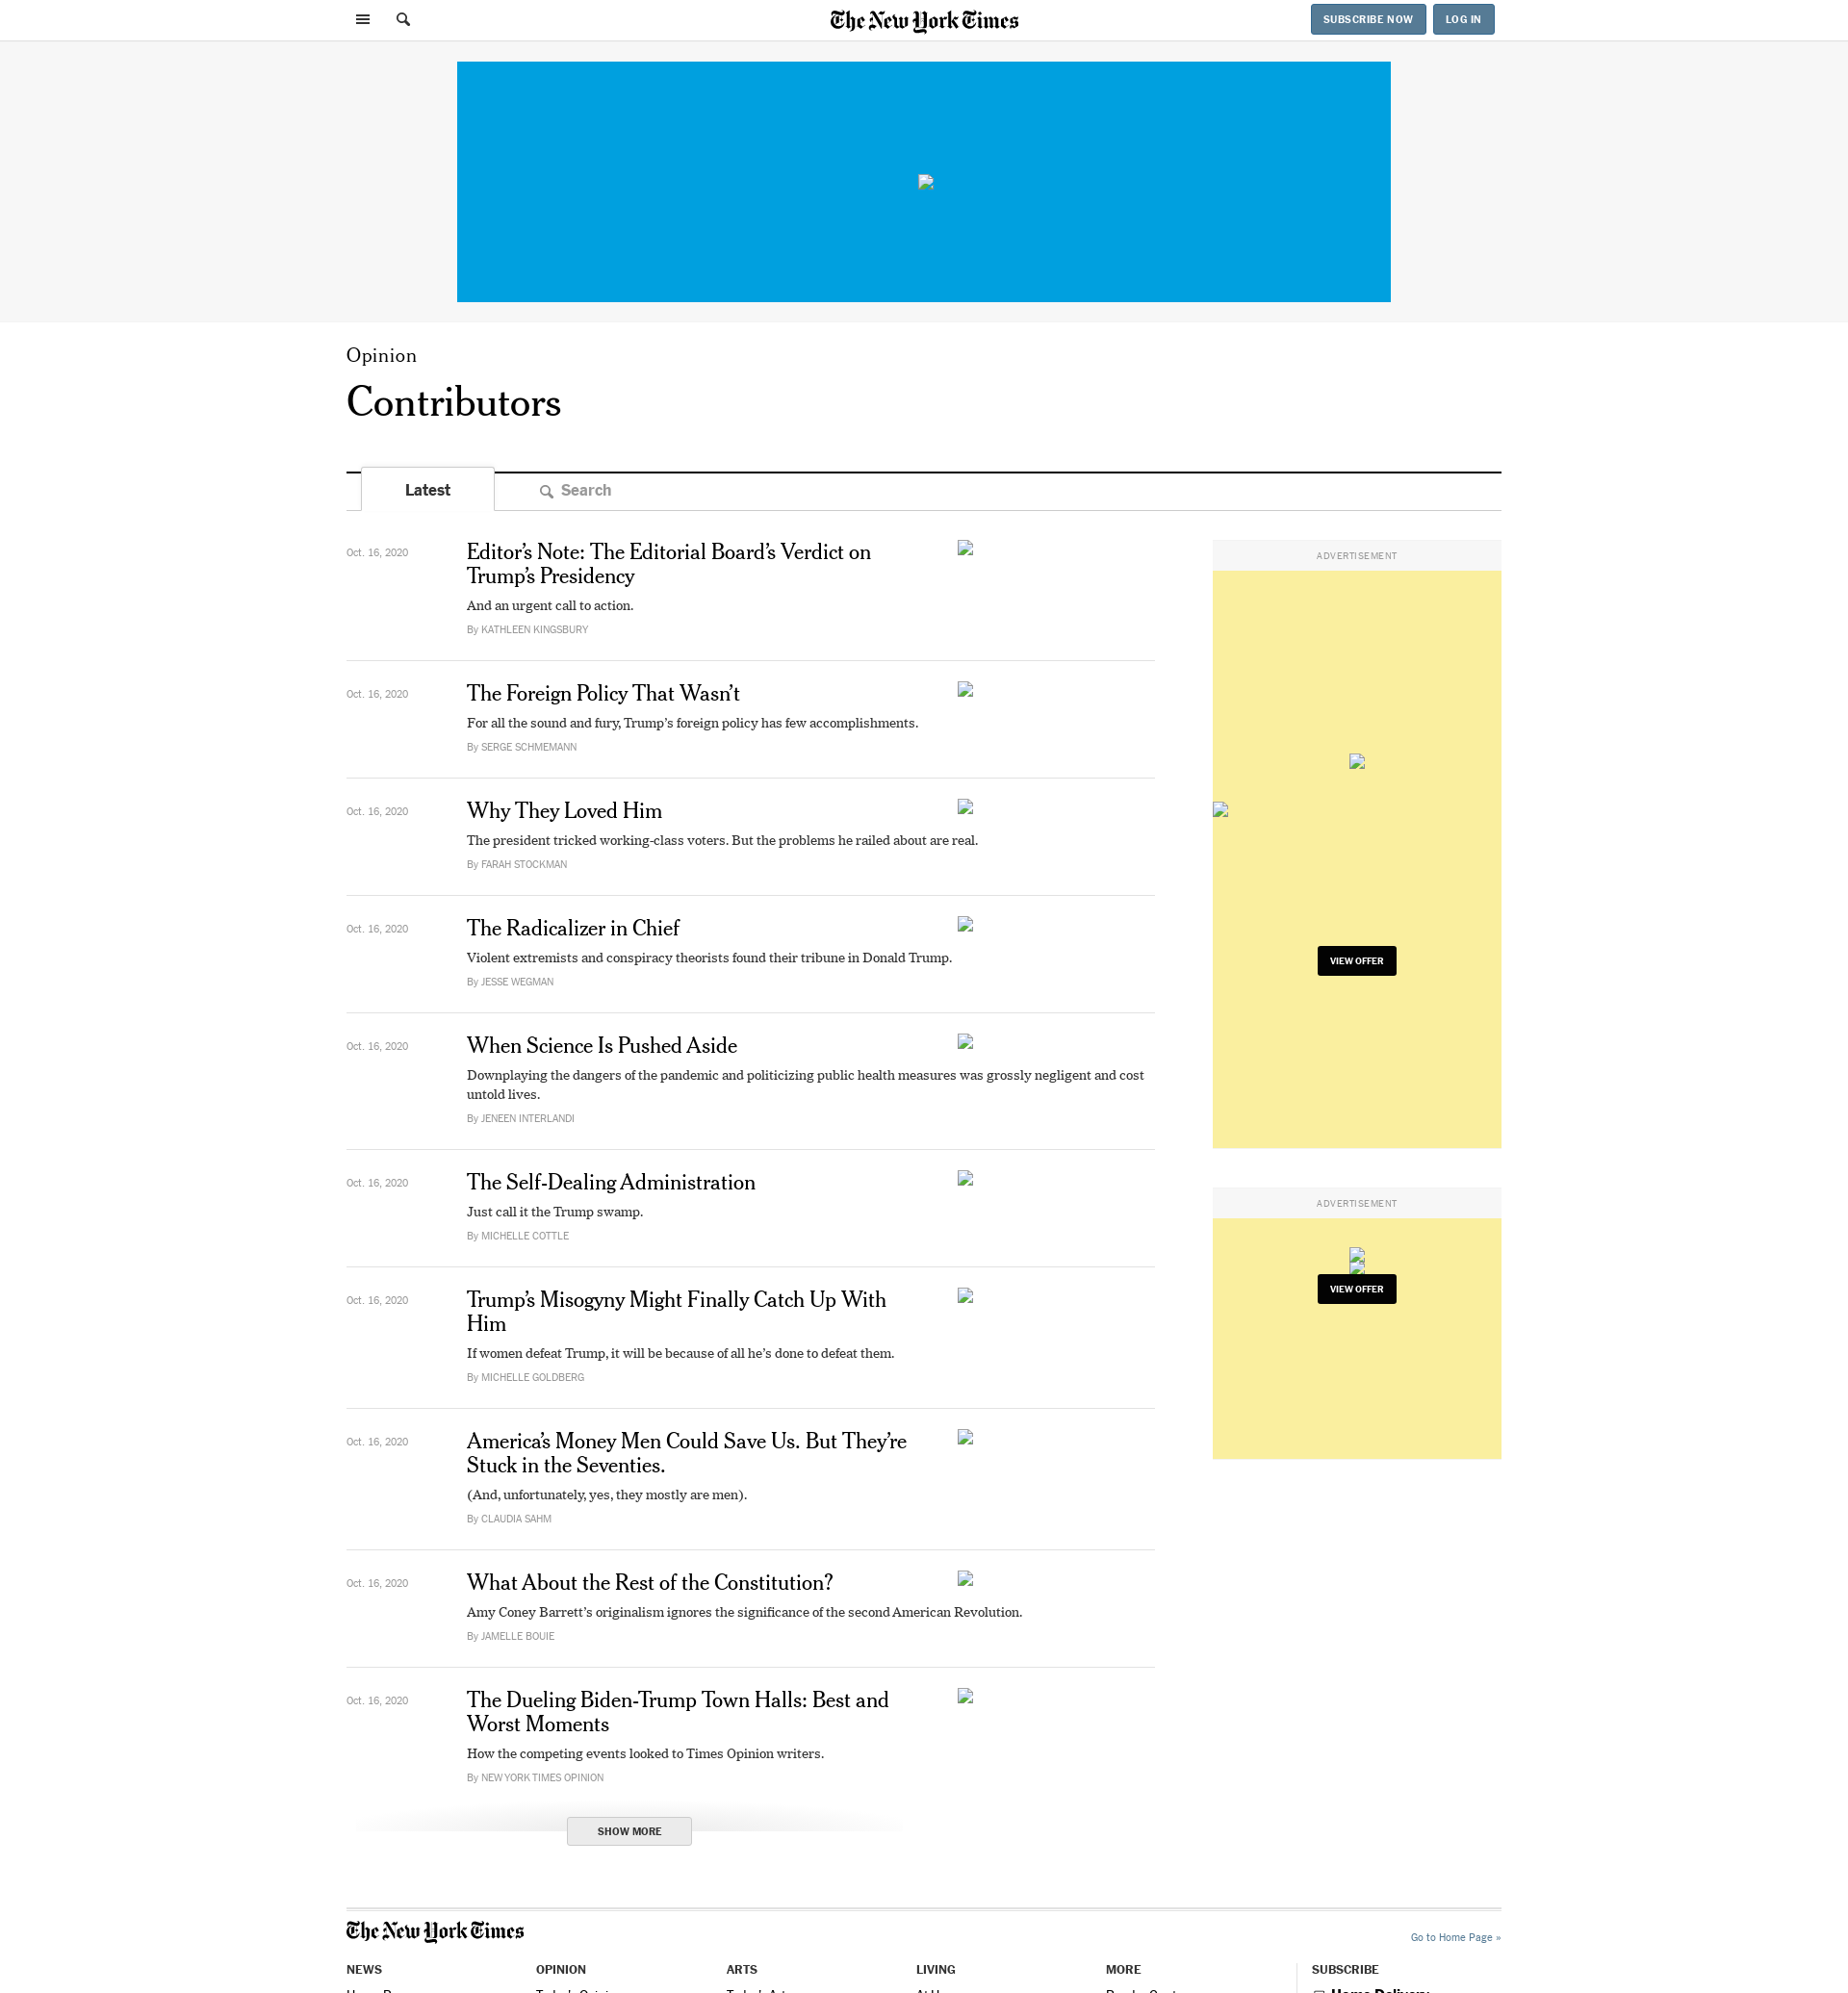 The New York Times
SUBSCRIBE NOW
LOG IN
Opinion
Contributors
Latest
Search
Oct. 16, 2020
Editor’s Note: The Editorial Board’s Verdict on
Trump’s Presidency
And an urgent call to action.
By KATHLEEN KINGSBURY
Oct. 16, 2020
The Foreign Policy That Wasn’t
For all the sound and fury, Trump’s foreign policy has few accomplishments.
By SERGE SCHMEMANN
Oct. 16, 2020
Why They Loved Him
The president tricked working-class voters. But the problems he railed about are real.
By FARAH STOCKMAN
Oct. 16, 2020
The Radicalizer in Chief
Violent extremists and conspiracy theorists found their tribune in Donald Trump.
By JESSE WEGMAN
Oct. 16, 2020
When Science Is Pushed Aside
Downplaying the dangers of the pandemic and politicizing public health measures was grossly negligent and cost
untold lives.
By JENEEN INTERLANDI
Oct. 16, 2020
The Self-Dealing Administration
Just call it the Trump swamp.
By MICHELLE COTTLE
Oct. 16, 2020
Trump’s Misogyny Might Finally Catch Up With
Him
If women defeat Trump, it will be because of all he’s done to defeat them.
By MICHELLE GOLDBERG
Oct. 16, 2020
America’s Money Men Could Save Us. But They’re
Stuck in the Seventies.
(And, unfortunately, yes, they mostly are men).
By CLAUDIA SAHM
Oct. 16, 2020
What About the Rest of the Constitution?
Amy Coney Barrett’s originalism ignores the significance of the second American Revolution.
By JAMELLE BOUIE
Oct. 16, 2020
The Dueling Biden-Trump Town Halls: Best and
Worst Moments
How the competing events looked to Times Opinion writers.
By NEW YORK TIMES OPINION
SHOW MORE
ADVERTISEMENT
VIEW OFFER
ADVERTISEMENT
VIEW OFFER
The New York Times
Go to Home Page »
NEWS
OPINION
ARTS
LIVING
MORE
SUBSCRIBE
Home Delivery